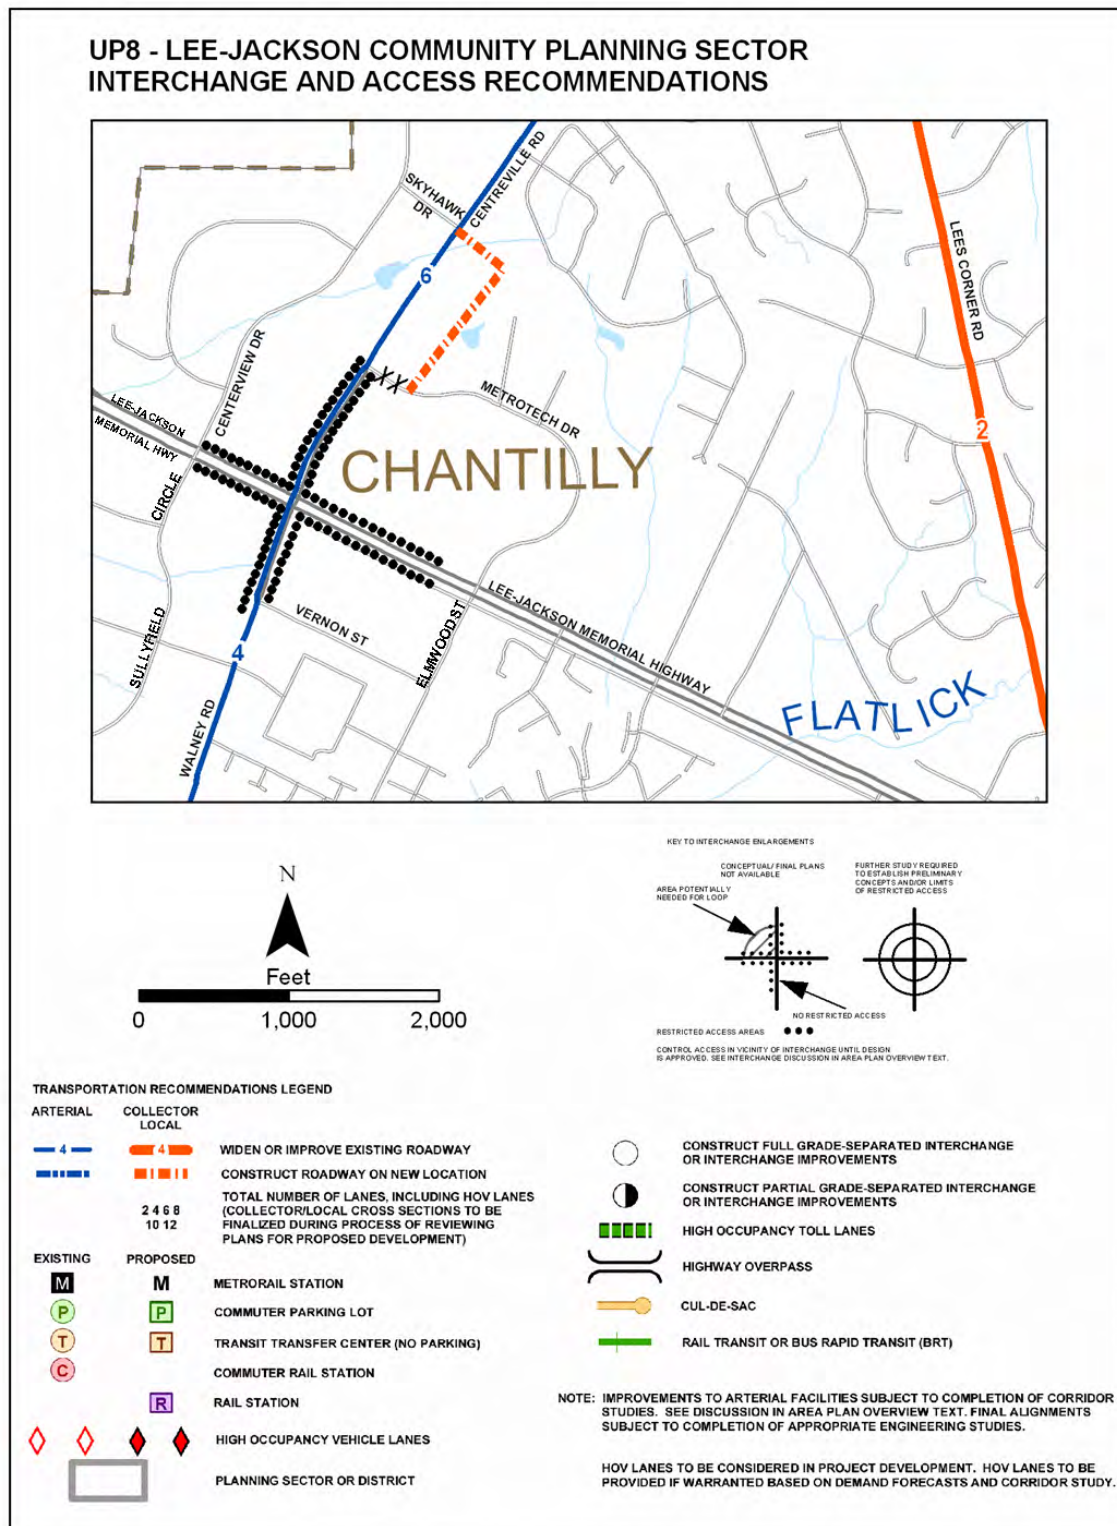 UP8 - LEE-JACKSON COMMUNITY PLANNING SECTOR
INTERCHANGE AND ACCESS RECOMMENDATIONS
SKYHAWK
DR
CENTREVILLE RD
LEES CORNER RD
6
CENTERVIEW DR
LEE-JACKSON
MEMORIAL HWY
METROTECH DR
XX
2
CHANTILLY
CIRCLE
SULLYFIELD
VERNON ST
ELMWOOD ST
LEE-JACKSON MEMORIAL HIGHWAY
4
WALNEY RD
FLATLICK
N
Feet
0 1,000 2,000
KEY TO INTERCHANGE ENLARGEMENTS
CONCEPTUAL/ FINAL PLANS
NOT AVAILABLE
AREA POTENTIALLY
NEEDED FOR LOOP
FURTHER STUDY REQUIRED
TO ESTABLISH PRELIMINARY
CONCEPTS AND/OR LIMITS
OF RESTRICTED ACCESS
NO RESTRICTED ACCESS
RESTRICTED ACCESS AREAS
CONTROL ACCESS IN VICINITY OF INTERCHANGE UNTIL DESIGN
IS APPROVED. SEE INTERCHANGE DISCUSSION IN AREA PLAN OVERVIEW TEXT.
TRANSPORTATION RECOMMENDATIONS LEGEND
ARTERIAL COLLECTOR
LOCAL
4 4 WIDEN OR IMPROVE EXISTING ROADWAY
CONSTRUCT ROADWAY ON NEW LOCATION
2 4 6 8
10 12
TOTAL NUMBER OF LANES, INCLUDING HOV LANES
(COLLECTOR/LOCAL CROSS SECTIONS TO BE
FINALIZED DURING PROCESS OF REVIEWING
PLANS FOR PROPOSED DEVELOPMENT)
EXISTING PROPOSED
M M METRORAIL STATION
P P COMMUTER PARKING LOT
T T TRANSIT TRANSFER CENTER (NO PARKING)
C COMMUTER RAIL STATION
R RAIL STATION
HIGH OCCUPANCY VEHICLE LANES
PLANNING SECTOR OR DISTRICT
CONSTRUCT FULL GRADE-SEPARATED INTERCHANGE
OR INTERCHANGE IMPROVEMENTS
CONSTRUCT PARTIAL GRADE-SEPARATED INTERCHANGE
OR INTERCHANGE IMPROVEMENTS
HIGH OCCUPANCY TOLL LANES
HIGHWAY OVERPASS
CUL-DE-SAC
RAIL TRANSIT OR BUS RAPID TRANSIT (BRT)
NOTE: IMPROVEMENTS TO ARTERIAL FACILITIES SUBJECT TO COMPLETION OF CORRIDOR
STUDIES. SEE DISCUSSION IN AREA PLAN OVERVIEW TEXT. FINAL ALIGNMENTS
SUBJECT TO COMPLETION OF APPROPRIATE ENGINEERING STUDIES.
HOV LANES TO BE CONSIDERED IN PROJECT DEVELOPMENT. HOV LANES TO BE
PROVIDED IF WARRANTED BASED ON DEMAND FORECASTS AND CORRIDOR STUDY.